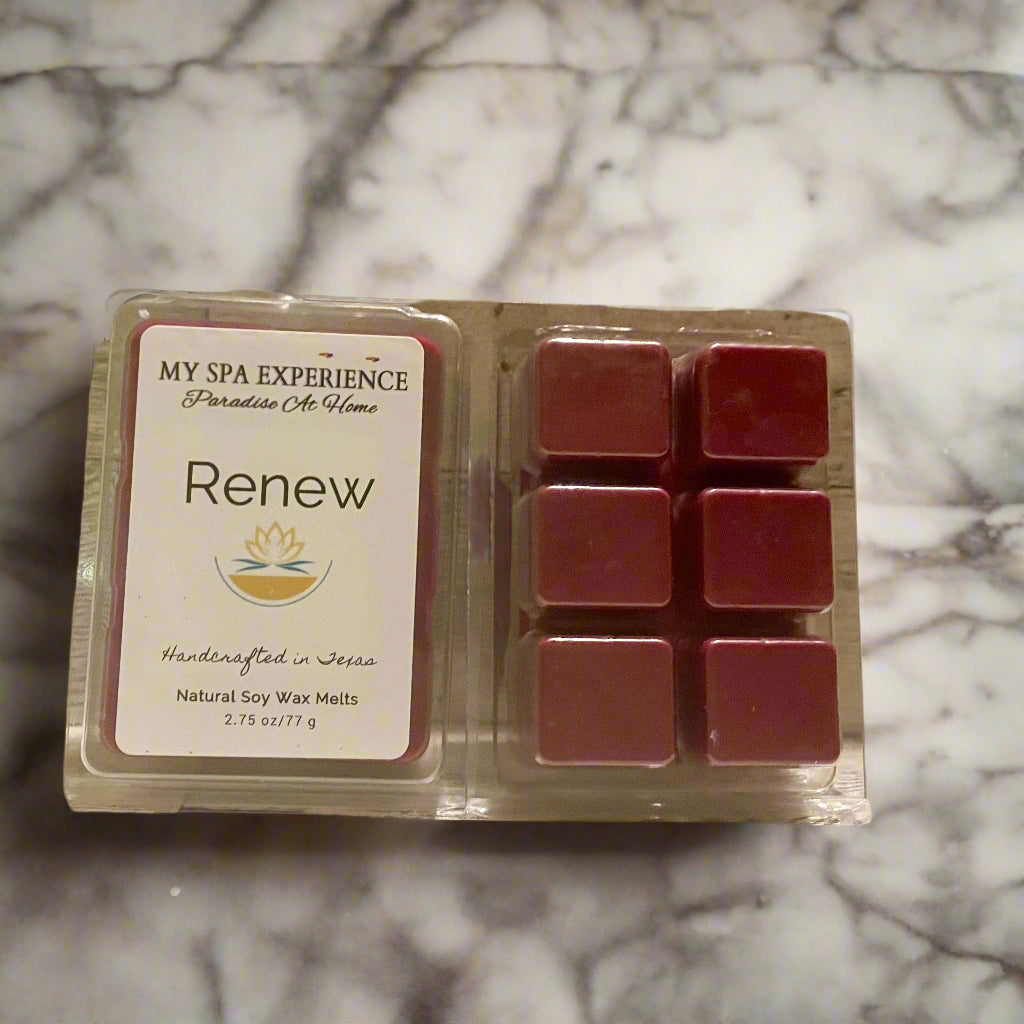 MY SPA EXPERIENCE
Paradise At Home
Renew
Handcrafted in Texas
Natural Soy Wax Melts
2.75 oz/77 g